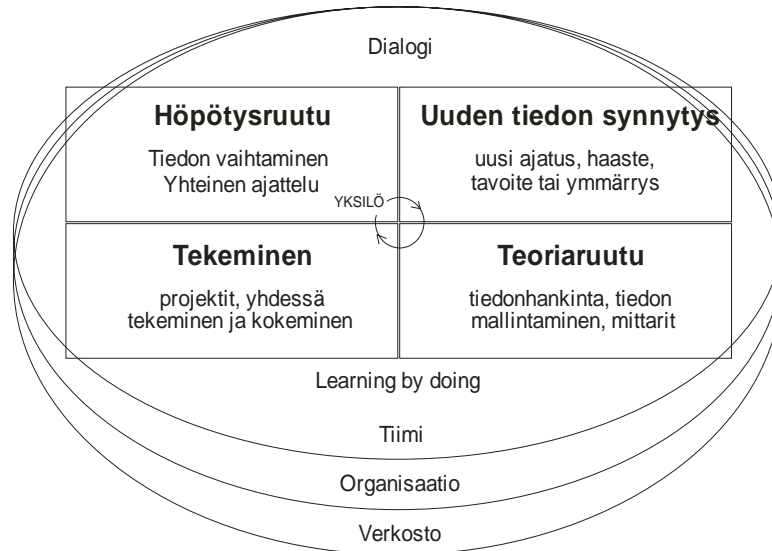 Dialogi
Höpötysruutu
Tiedon vaihtaminen
Yhteinen ajattelu
Uuden tiedon synnytys
uusi ajatus, haaste,
tavoite tai ymmärrys
YKSILÖ
Tekeminen
projektit, yhdessä
tekeminen ja kokeminen
Teoriaruutu
tiedonhankinta, tiedon
mallintaminen, mittarit
Learning by doing
Tiimi
Organisaatio
Verkosto